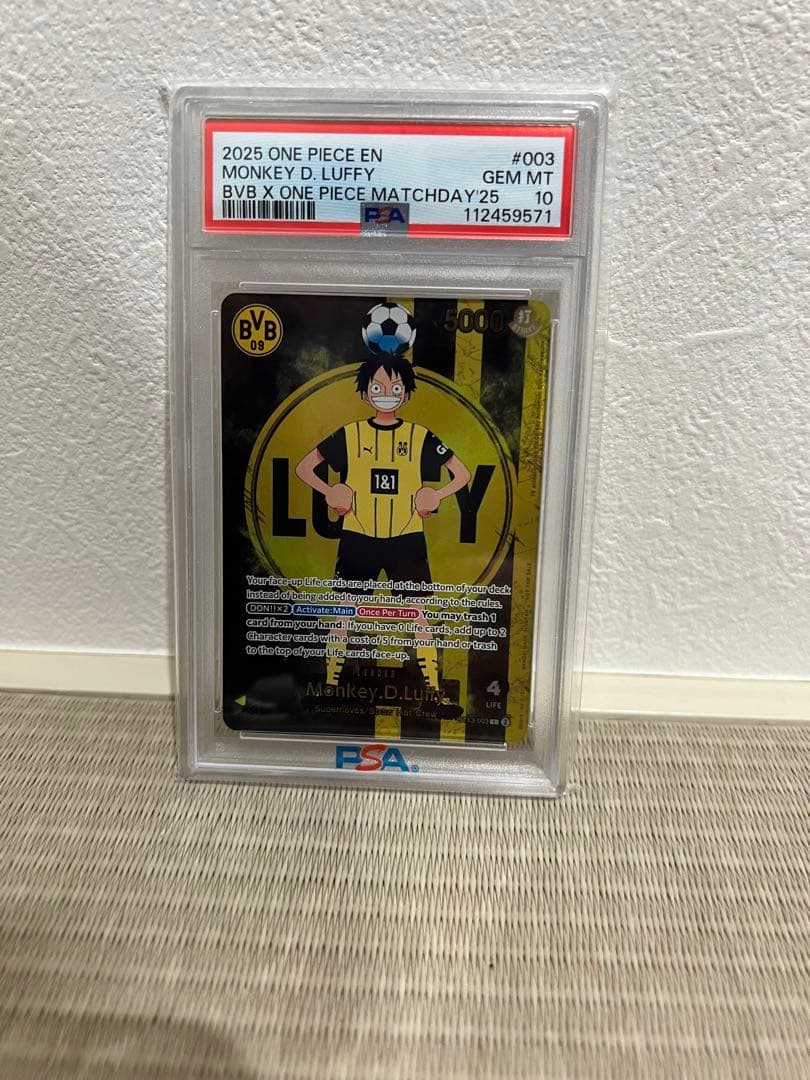 2025 ONE PIECE EN #003
MONKEY D. LUFFY GEM MT
BVB X ONE PIECE MATCHDAY'25 10
PSA 112459571
BVB
09
5000 打
LUFFY
G
1&1
Your face-up Life cards are placed at the bottom of your deck
instead of being added to your hand, according to the rules.
DON!!×2 Activate:Main Once Per Turn You may trash 1
card from your hand: If you have 0 Life cards, add up to 2
Character cards with a cost of 5 from your hand or trash
to the top of your Life cards face-up.
LEADER
Monkey.D.Luffy
4
LIFE
Supernovas/Straw Hat Crew
PSA